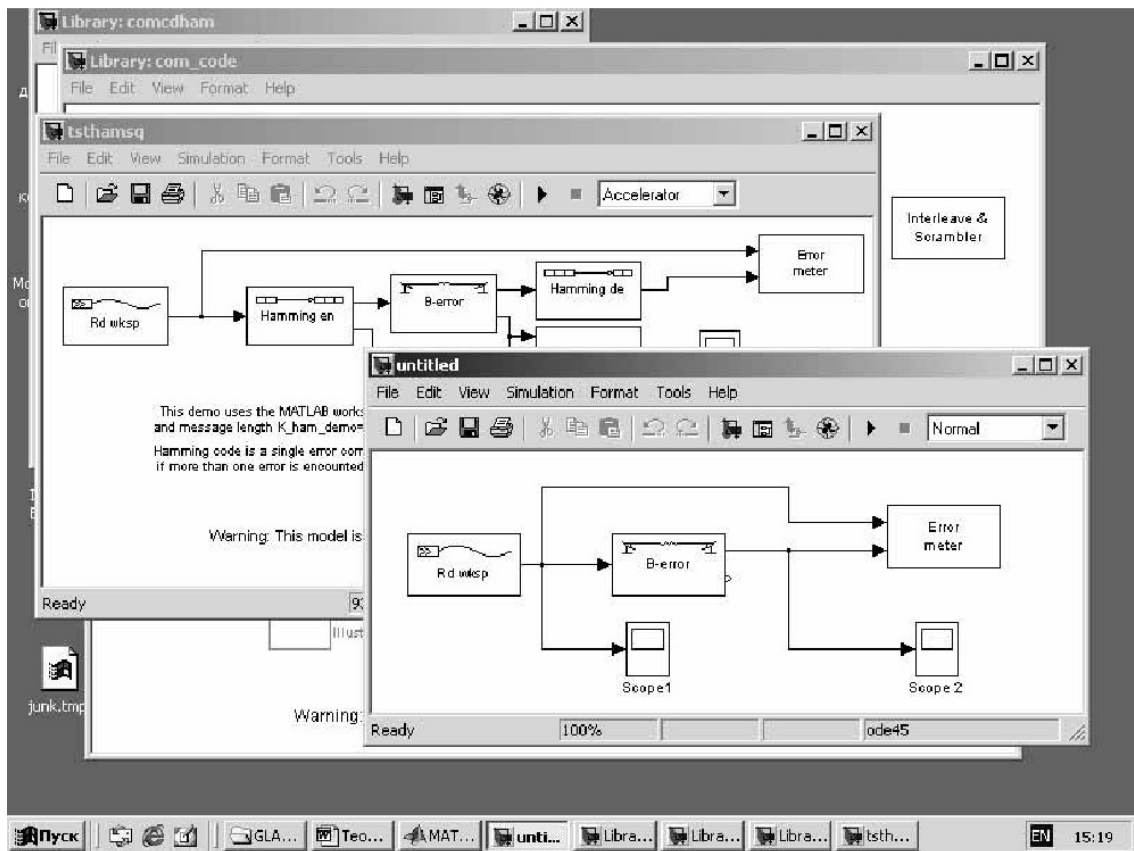 Library: comcdham
Library: com_code
File Edit View Format Help
tsthamsq
File Edit View Simulation Format Tools Help
Accelerator
Interleave &
Scrambler
Error
meter
Hamming de
B-error
Hamming en
Rd wksp
This demo uses the MATLAB works
and message length K_ham_demo=
Hamming code is a single error corr
if more than one error is encounted
Warning: This model is
Ready
Illust
Warning:
junk.tmp
untitled
File Edit View Simulation Format Tools Help
Normal
Error
meter
Rd wksp
B-error
Scope1
Scope 2
Ready 100% ode45
Пуск GLA... Teo... MAT... unti... Libra... Libra... Libra... tsth... EN 15:19